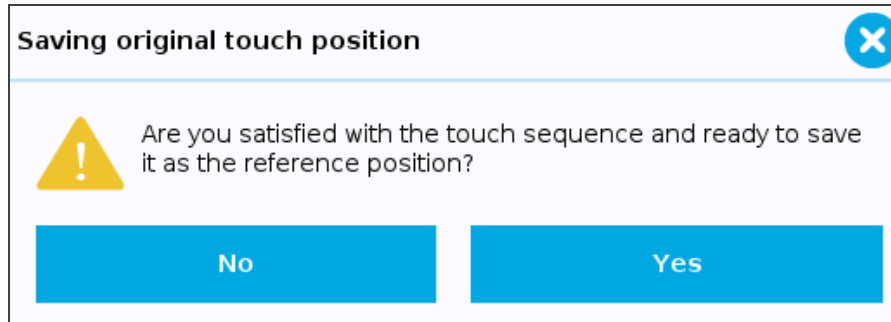 Saving original touch position
Are you satisfied with the touch sequence and ready to save
it as the reference position?
No
Yes